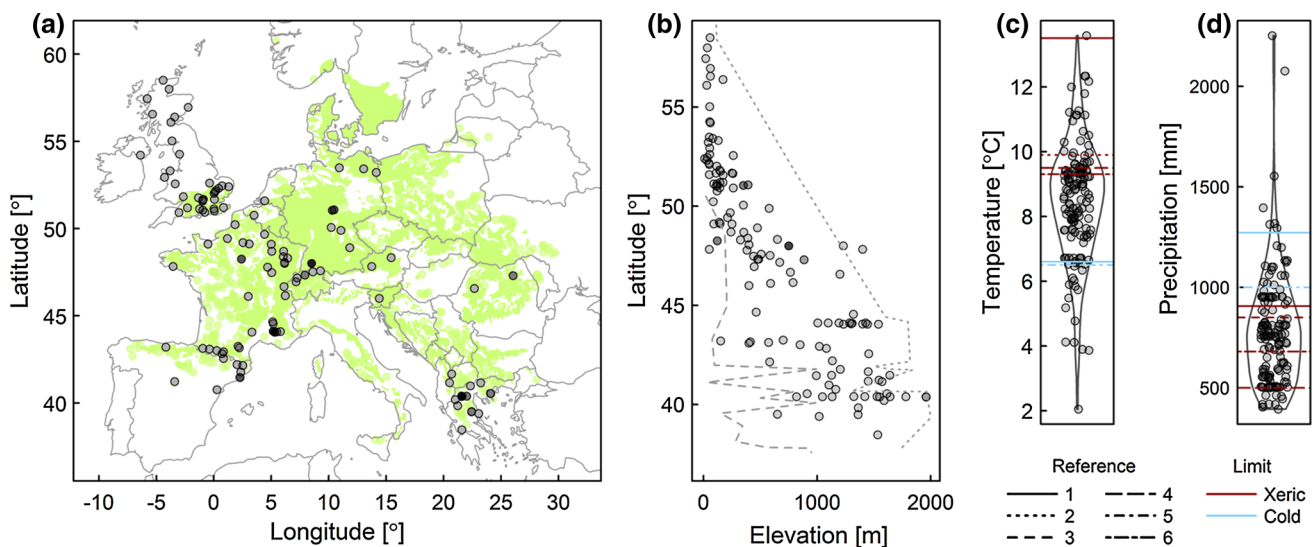 (a)
60
55
50
45
40
Latitude [°]
-10 -5 0 5 10 15 20 25 30
Longitude [°]
(b)
55
50
45
40
Latitude [°]
0 1000 2000
Elevation [m]
(c)
12
10
8
6
4
2
Temperature [°C]
(d)
2000
1500
1000
500
Precipitation [mm]
Reference
1 4
2 5
3 6
Limit
Xeric
Cold